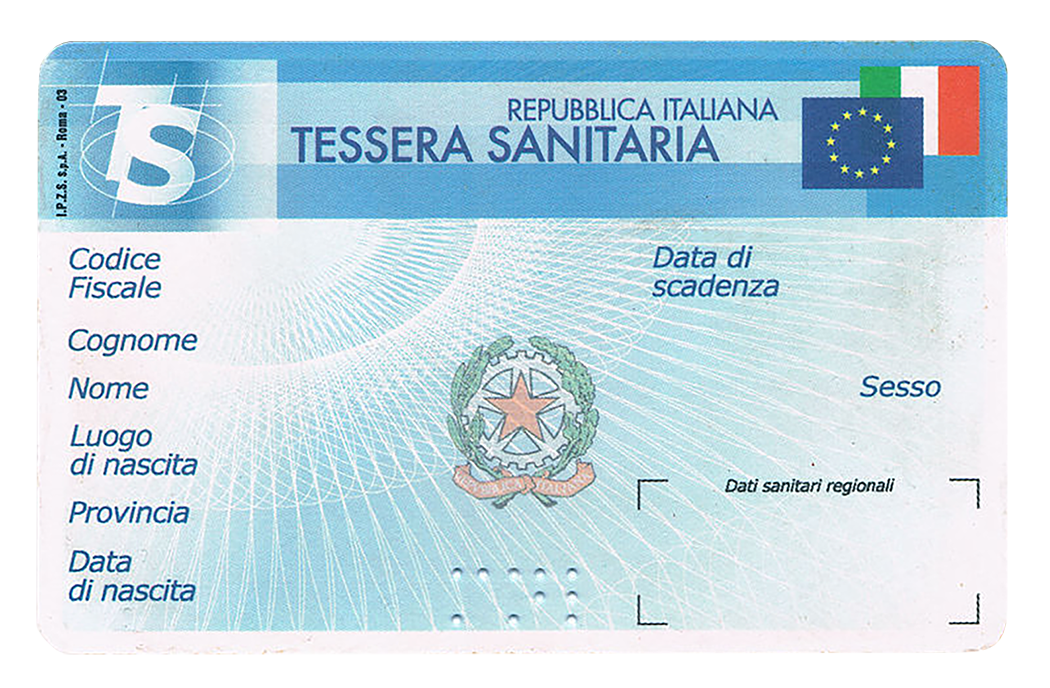 I.P.Z.S. S.p.A. - Roma - 03
TS
REPUBBLICA ITALIANA
TESSERA SANITARIA
Codice
Fiscale
Data di
scadenza
Cognome
Nome
Sesso
Luogo
di nascita
Dati sanitari regionali
Provincia
Data
di nascita
REPUBBLICA ITALIANA